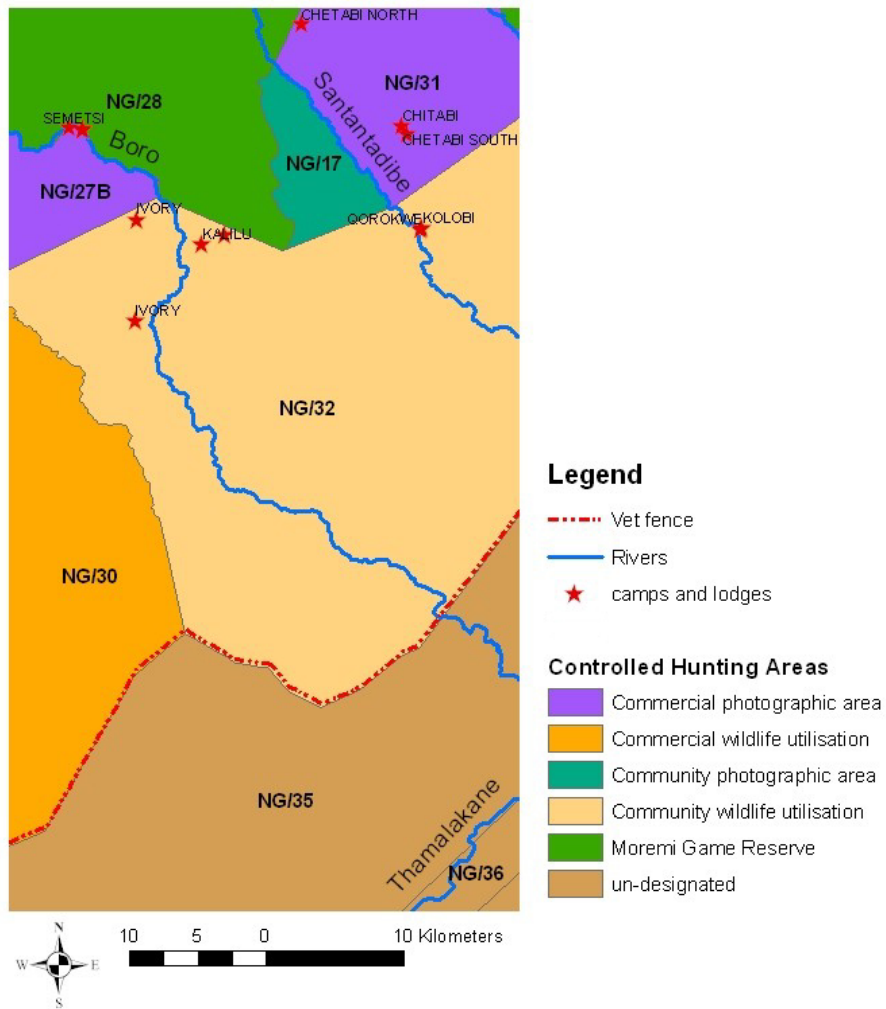 CHETABI NORTH
NG/31
NG/28
SEMETSI
Boro
Santantadibe
CHITABI
CHETABI SOUTH
NG/17
NG/27B
IVORY
QOROKWE
KOLOBI
IVORY
NG/32
NG/30
NG/35
Thamalakane
NG/36
Legend
Vet fence
Rivers
camps and lodges
Controlled Hunting Areas
Commercial photographic area
Commercial wildlife utilisation
Community photographic area
Community wildlife utilisation
Moremi Game Reserve
un-designated
N
W E
S
10 5 0 10 Kilometers